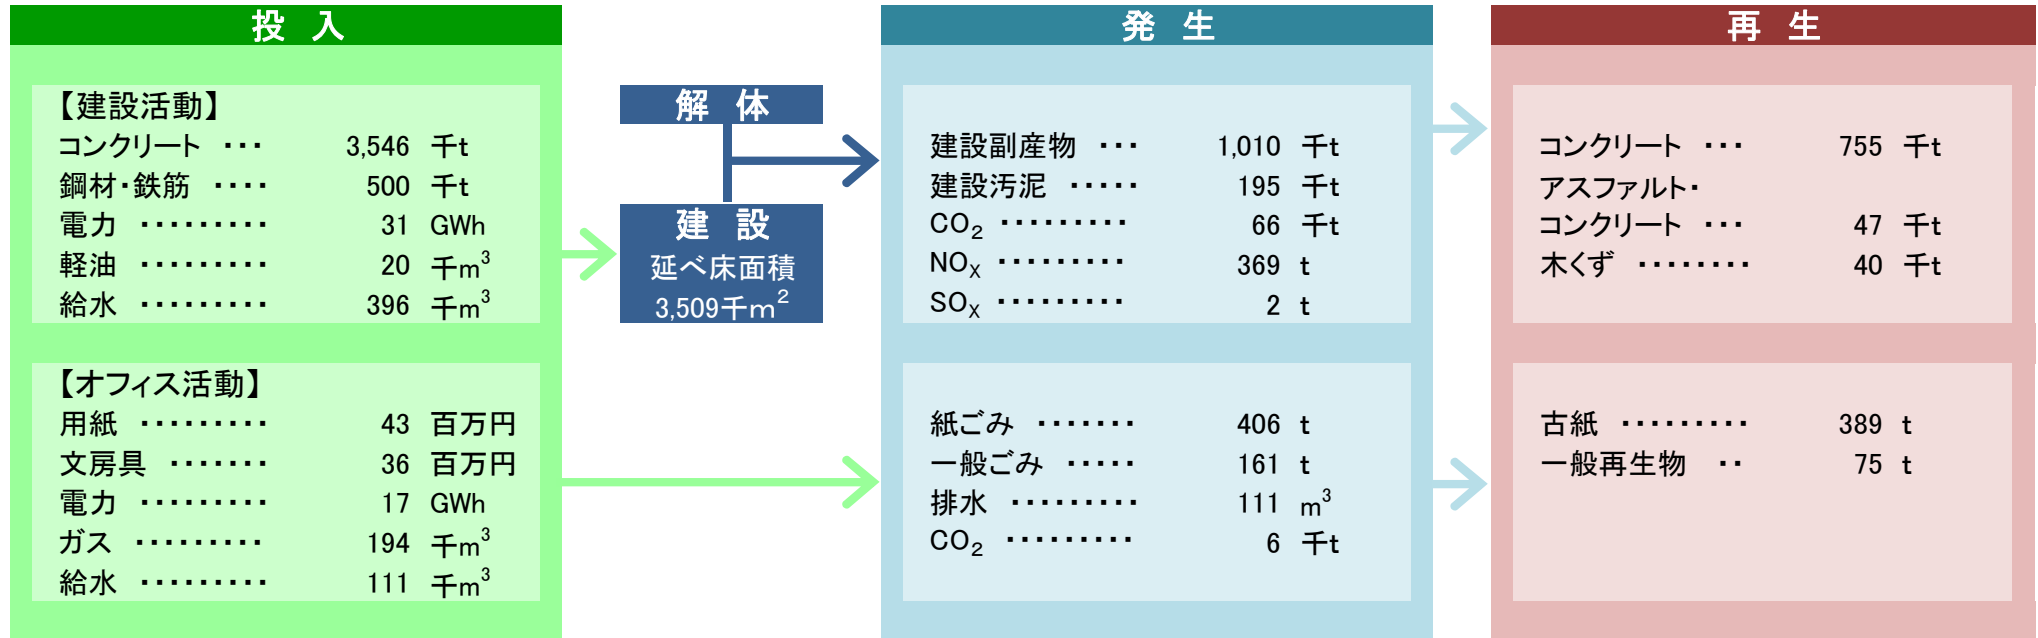 投 入
【建設活動】
コンクリート ・・・ 3,546 千t
鋼材・鉄筋 ・・・・ 500 千t
電力 ・・・・・・・・・ 31 GWh
軽油 ・・・・・・・・・ 20 千m³
給水 ・・・・・・・・・ 396 千m³
【オフィス活動】
用紙 ・・・・・・・・・ 43 百万円
文房具 ・・・・・・・ 36 百万円
電力 ・・・・・・・・・ 17 GWh
ガス ・・・・・・・・・ 194 千m³
給水 ・・・・・・・・・ 111 千m³
解 体
建 設
延べ床面積
3,509千m²
発 生
建設副産物 ・・・ 1,010 千t
建設汚泥 ・・・・・ 195 千t
CO₂ ・・・・・・・・・ 66 千t
NOₓ ・・・・・・・・・ 369 t
SOₓ ・・・・・・・・・ 2 t
紙ごみ ・・・・・・・ 406 t
一般ごみ ・・・・・ 161 t
排水 ・・・・・・・・・ 111 m³
CO₂ ・・・・・・・・・ 6 千t
再 生
コンクリート ・・・ 755 千t
アスファルト・
コンクリート ・・・ 47 千t
木くず ・・・・・・・・ 40 千t
古紙 ・・・・・・・・・ 389 t
一般再生物 ・・ 75 t